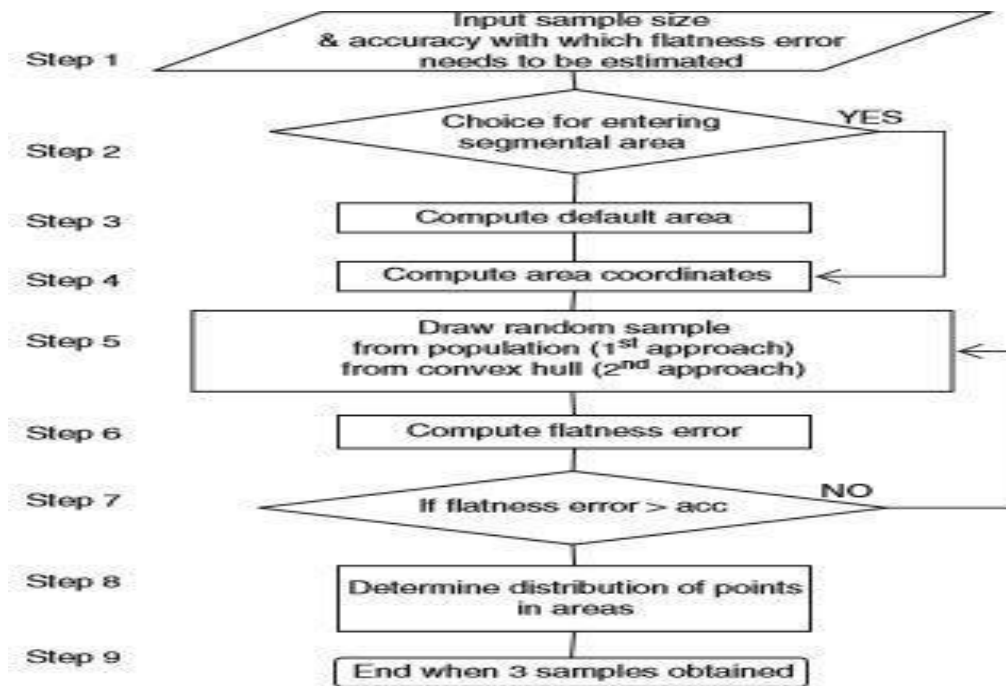 Input sample size
& accuracy with which flatness error
needs to be estimated
Step 1
Choice for entering
segmental area
YES
Step 2
Step 3
Compute default area
Step 4
Compute area coordinates
Step 5
Draw random sample
from population (1st approach)
from convex hull (2nd approach)
Step 6
Compute flatness error
Step 7
If flatness error > acc
NO
Step 8
Determine distribution of points
in areas
Step 9
End when 3 samples obtained